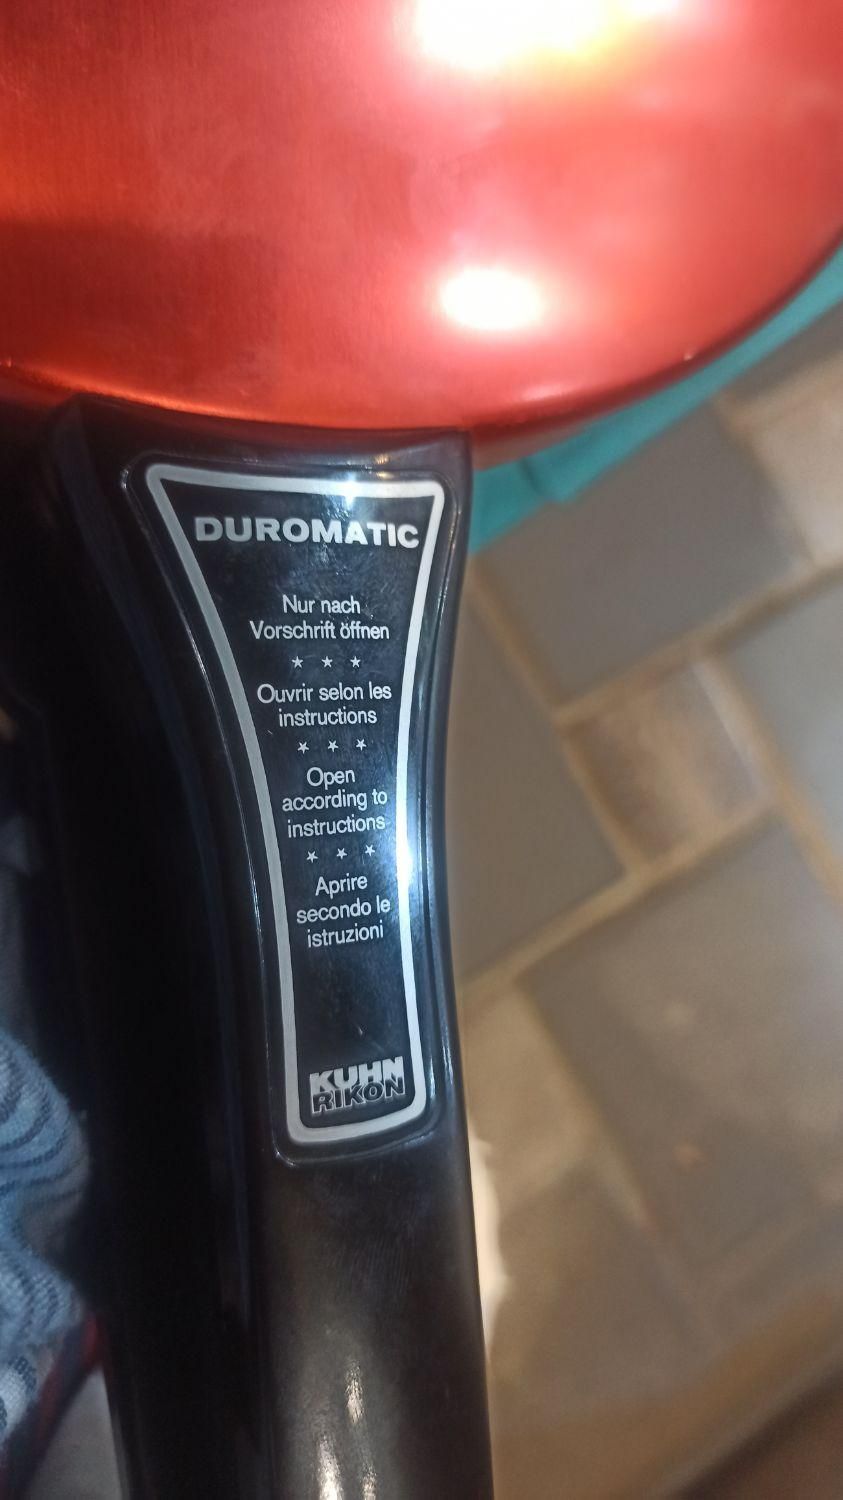 DUROMATIC
Nur nach
Vorschrift öffnen
★ ★ ★
Ouvrir selon les
instructions
★ ★ ★
Open
according to
instructions
★ ★ ★
Aprire
secondo le
istruzioni
KUHN
RIKON